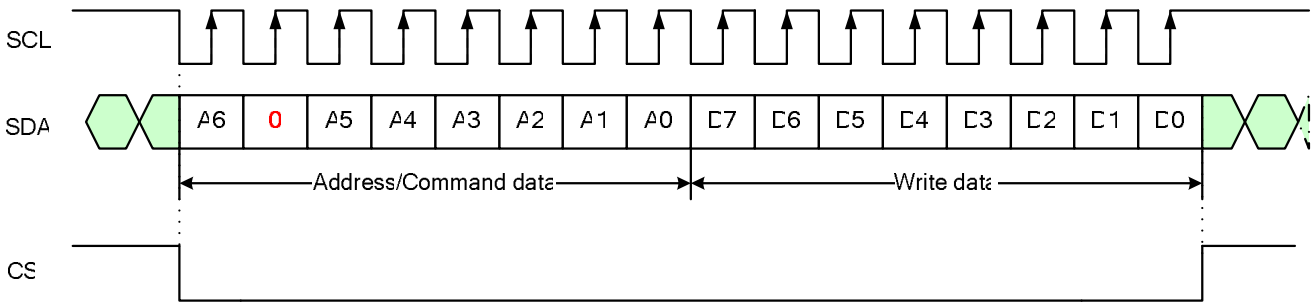 SCL
SDA A6 0 A5 A4 A3 A2 A1 A0 D7 D6 D5 D4 D3 D2 D1 D0
Address/Command data Write data
CS